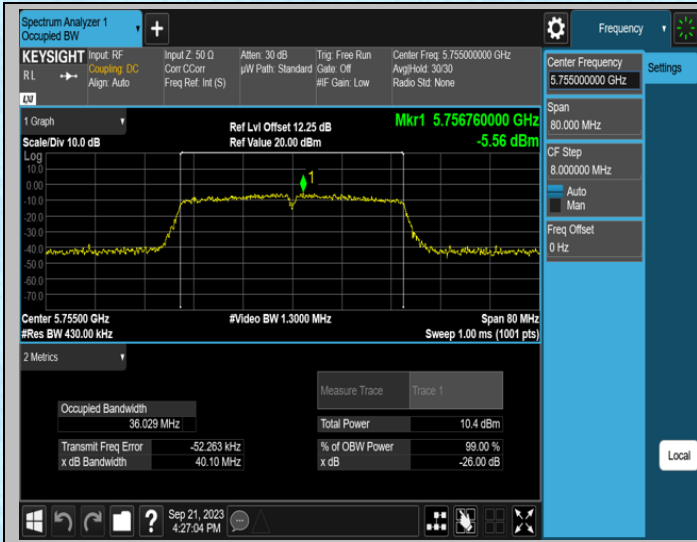 Spectrum Analyzer 1
Occupied BW
+
Frequency
KEYSIGHT
RL
LXI
Input: RF
Coupling: DC
Align: Auto
Input Z: 50 Ω
Corr CCorr
Freq Ref: Int (S)
Atten: 30 dB
µW Path: Standard
Trig: Free Run
Gate: Off
#IF Gain: Low
Center Freq: 5.755000000 GHz
Avg|Hold: 30/30
Radio Std: None
1 Graph
Scale/Div 10.0 dB
Ref Lvl Offset 12.25 dB
Ref Value 20.00 dBm
Mkr1 5.756760000 GHz
-5.56 dBm
Log
10.0
0.00
-10.0
-20.0
-30.0
-40.0
-50.0
-60.0
-70.0
1
Center 5.75500 GHz
#Res BW 430.00 kHz
#Video BW 1.3000 MHz
Span 80 MHz
Sweep 1.00 ms (1001 pts)
2 Metrics
Measure Trace Trace 1
Occupied Bandwidth
36.029 MHz
Total Power 10.4 dBm
Transmit Freq Error -52.263 kHz
% of OBW Power 99.00 %
x dB Bandwidth 40.10 MHz
x dB -26.00 dB
Center Frequency
5.755000000 GHz
Settings
Span
80.000 MHz
CF Step
8.000000 MHz
Auto
Man
Freq Offset
0 Hz
Local
?
Sep 21, 2023
4:27:04 PM